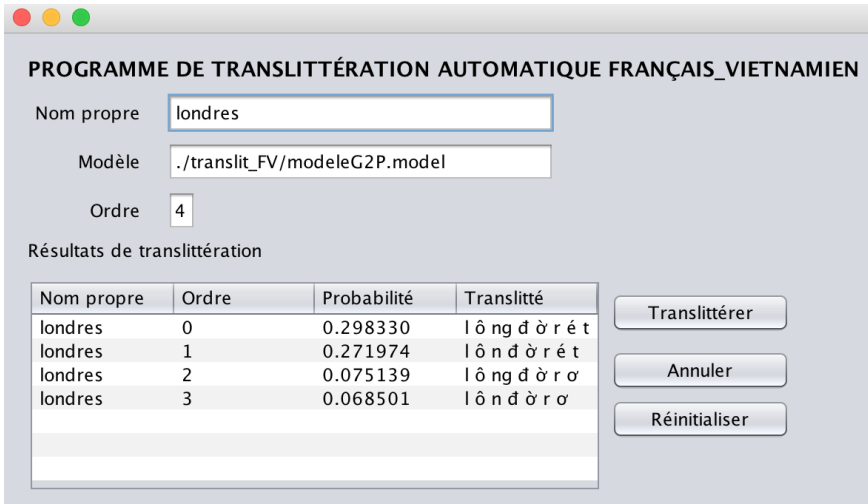 PROGRAMME DE TRANSLITTÉRATION AUTOMATIQUE FRANÇAIS_VIETNAMIEN
Nom propre londres
Modèle ./translit_FV/modeleG2P.model
Ordre 4
Résultats de translittération
Nom propre Ordre Probabilité Translitté
londres 0 0.298330 l ô ng đ ờ r é t
londres 1 0.271974 l ô n đ ờ r é t
londres 2 0.075139 l ô ng đ ờ r ơ
londres 3 0.068501 l ô n đ ờ r ơ
Translittérer
Annuler
Réinitialiser